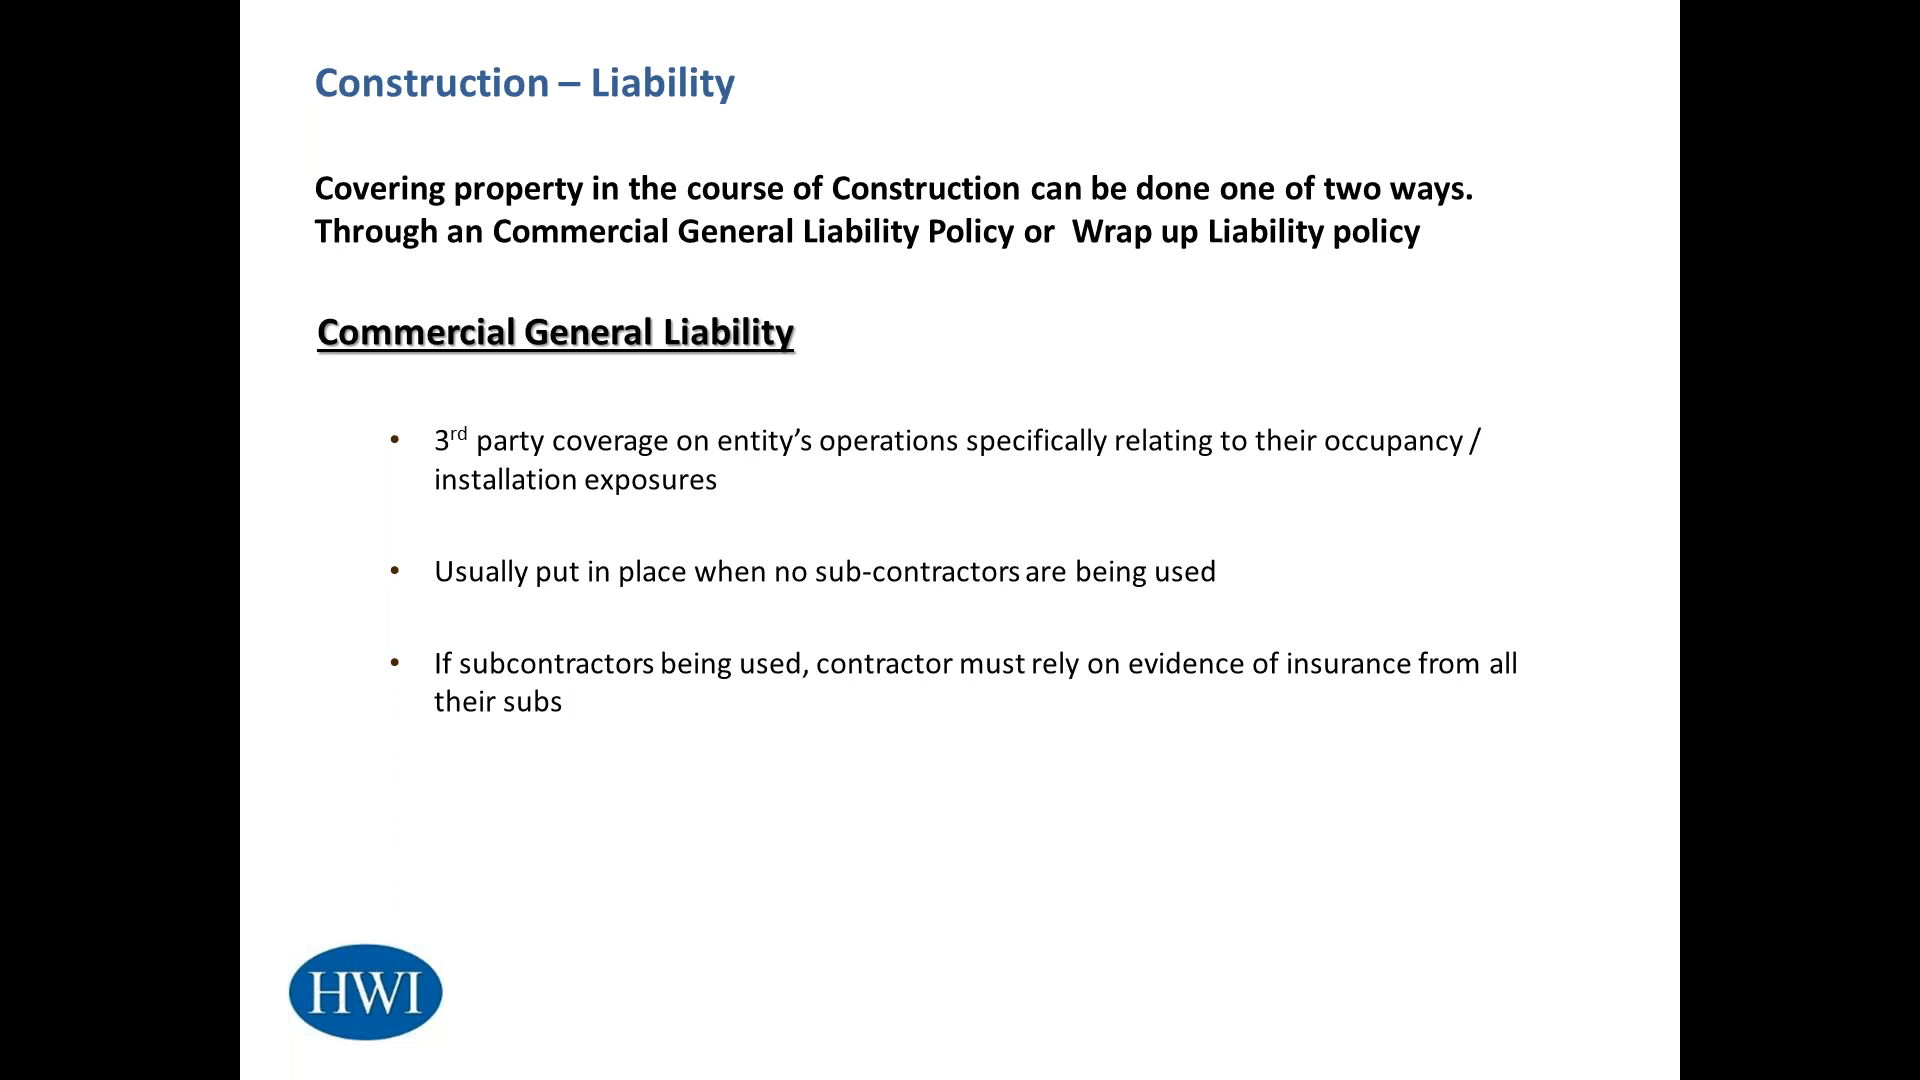 Construction – Liability
Covering property in the course of Construction can be done one of two ways.
Through an Commercial General Liability Policy or  Wrap up Liability policy
Commercial General Liability
• 3rd party coverage on entity’s operations specifically relating to their occupancy /
installation exposures
• Usually put in place when no sub-contractors are being used
• If subcontractors being used, contractor must rely on evidence of insurance from all
their subs
HWI